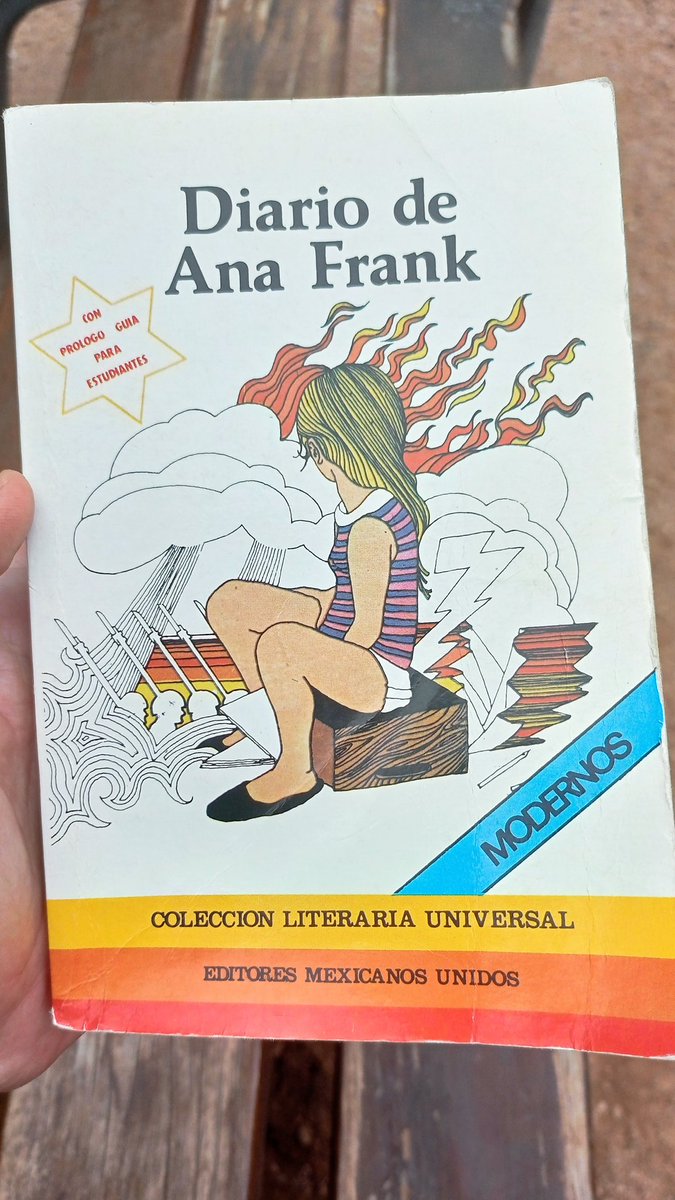 Diario de
Ana Frank
CON
PROLOGO GUIA
PARA
ESTUDIANTES
MODERNOS
COLECCION LITERARIA UNIVERSAL
EDITORES MEXICANOS UNIDOS